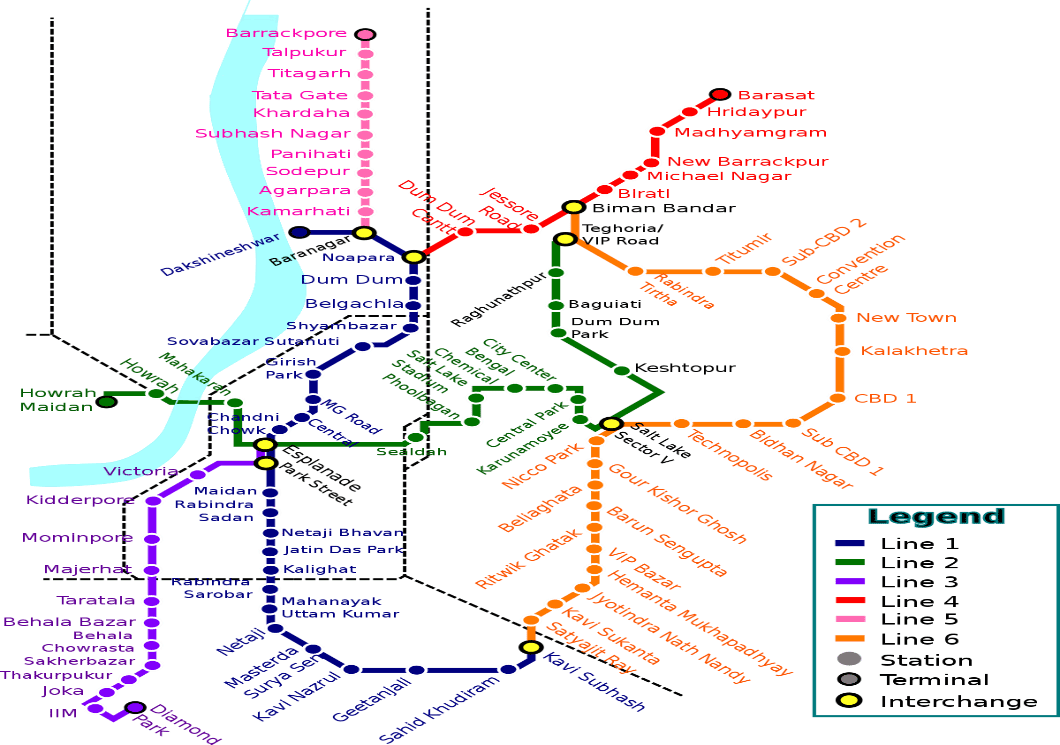 Barrackpore
Talpukur
Titagarh
Tata Gate
Khardaha
Subhash Nagar
Panihati
Sodepur
Agarpara
Kamarhati
Barasat
Hridaypur
Madhyamgram
New Barrackpur
Michael Nagar
Birati
Biman Bandar
Jessore
Road
Dum Dum
Cantt
Dakshineshwar
Baranagar
Noapara
Dum Dum
Belgachia
Shyambazar
Sovabazar Sutanuti
Girish
Park
MG Road
Central
Chandni
Chowk
Esplanade
Park Street
Teghoria/
VIP Road
Raghunathpur
Baguiati
Dum Dum
Park
Keshtopur
Rabindra
Tirtha
Titumir
Sub-CBD 2
Convention
Centre
New Town
Kalakhetra
CBD 1
Sub CBD 1
Bidhan Nagar
Technopolis
Salt Lake
Sector V
Howrah
Maidan
Howrah
Mahakaran
Sealdah
Phoolbagan
Salt Lake
Stadium
Bengal
Chemical
City Center
Central Park
Karunamoyee
Nicco Park
Gour Kishor Ghosh
Beliaghata
Barun Sengupta
Ritwik Ghatak
VIP Bazar
Hemanta Mukhapadhyay
Jyotindra Nath Nandy
Kavi Sukanta
Satyajit Ray
Kavi Subhash
Victoria
Kidderpore
Mominpore
Majerhat
Taratala
Behala Bazar
Behala
Chowrasta
Sakherbazar
Thakurpukur
Joka
IIM
Diamond
Park
Maidan
Rabindra
Sadan
Netaji Bhavan
Jatin Das Park
Kalighat
Rabindra
Sarobar
Mahanayak
Uttam Kumar
Netaji
Masterda
Surya Sen
Kavi Nazrul
Geetanjali
Sahid Khudiram
Legend
Line 1
Line 2
Line 3
Line 4
Line 5
Line 6
Station
Terminal
Interchange